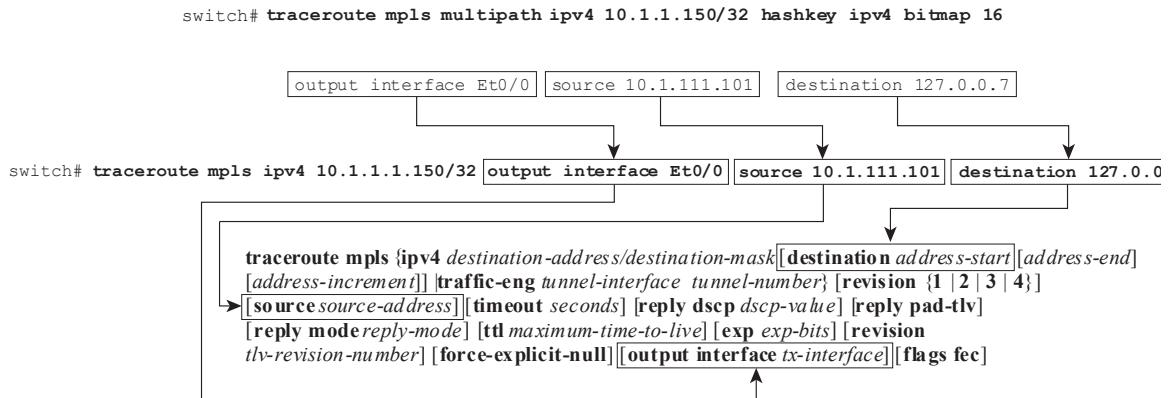 switch# traceroute mpls multipath ipv4 10.1.1.150/32 hashkey ipv4 bitmap 16
output interface Et0/0 source 10.1.111.101 destination 127.0.0.7
switch# traceroute mpls ipv4 10.1.1.1.150/32 output interface Et0/0 source 10.1.111.101 destination 127.0.0
traceroute mpls {ipv4 destination-address/destination-mask[destination address-start [address-end]
[address-increment]] |traffic-eng tunnel-interface tunnel-number} [revision {1 | 2 | 3 | 4}]
[source source-address] [timeout seconds] [reply dscp dscp-value] [reply pad-tlv]
[reply mode reply-mode] [ttl maximum-time-to-live] [exp exp-bits] [revision
tlv-revision-number] [force-explicit-null] [output interface tx-interface] [flags fec]